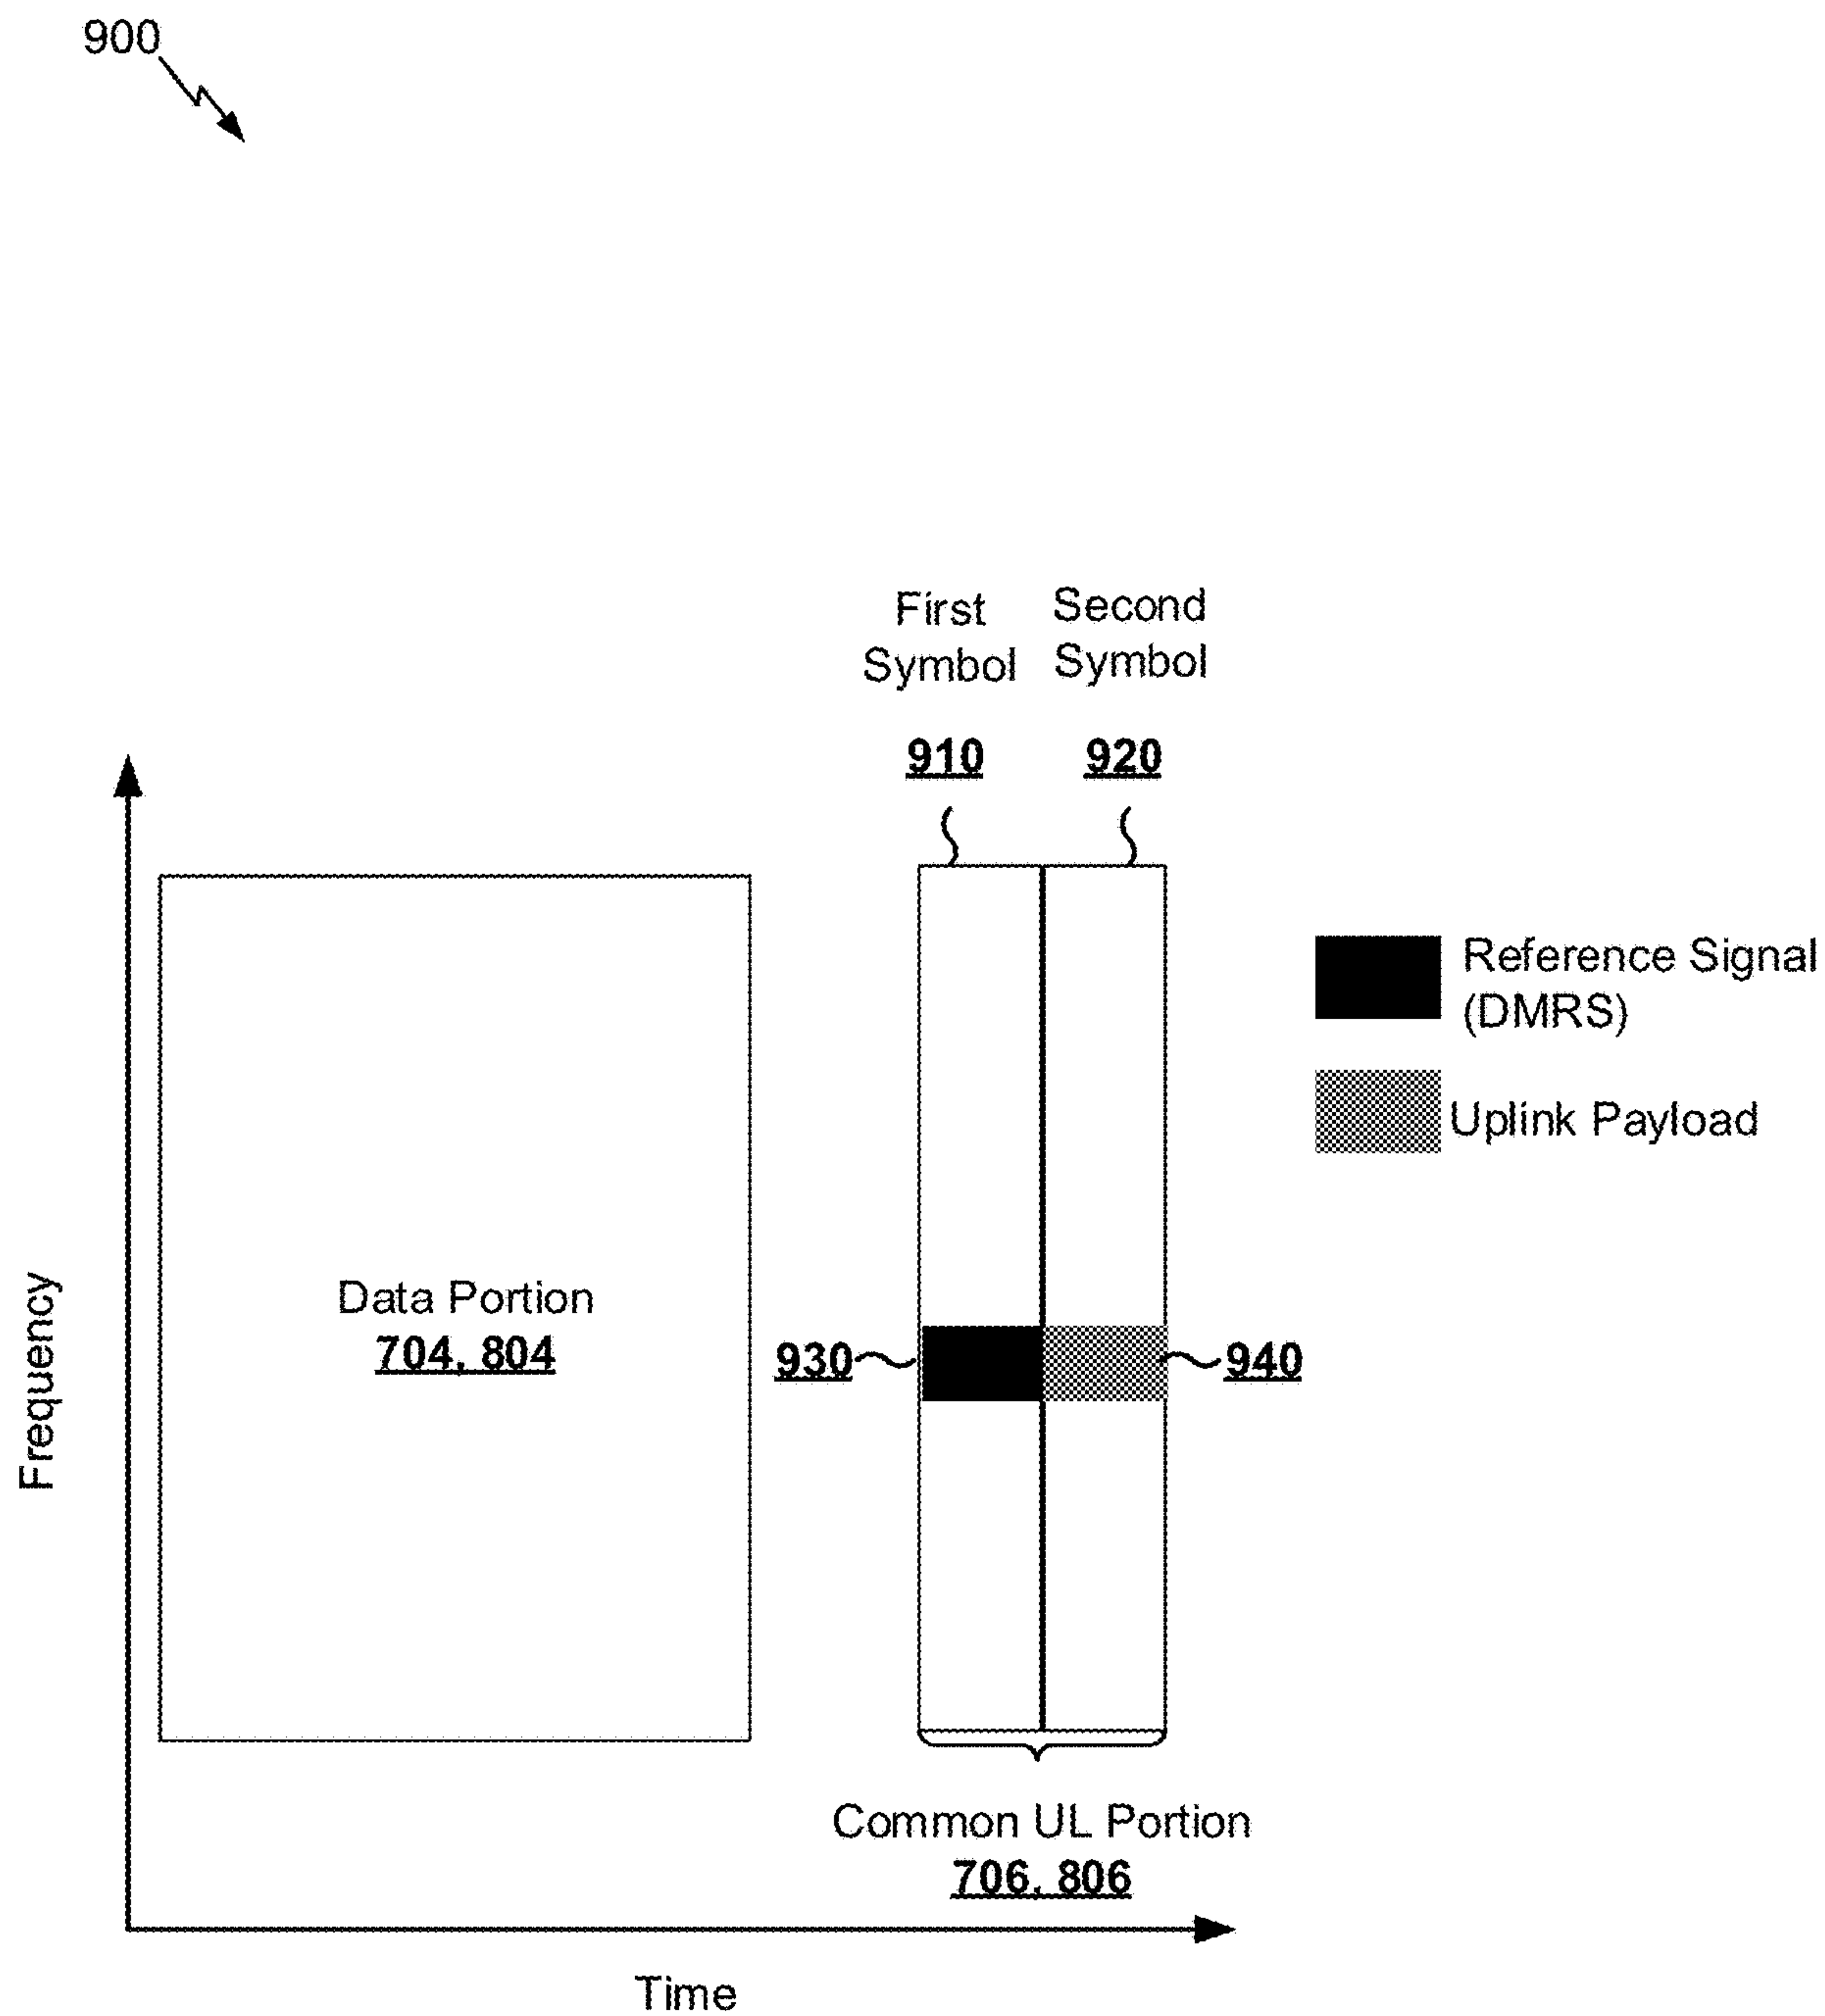 900
First
Symbol
910
Second
Symbol
920
Reference Signal
(DMRS)
Uplink Payload
Frequency
Data Portion
704, 804
930
940
Common UL Portion
706, 806
Time